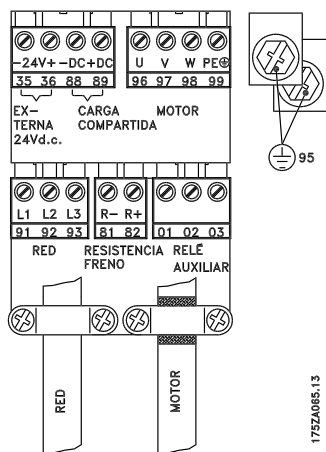 -24V+ -DC+DC
35 36 88 89
EX-
TERNA
24Vd.c.
CARGA
COMPARTIDA
U V W PE
96 97 98 99
MOTOR
95
L1 L2 L3
91 92 93
RED
R- R+
81 82
RESISTENCIA
FRENO
01 02 03
RELÉ
AUXILIAR
RED
MOTOR
175ZA065.13